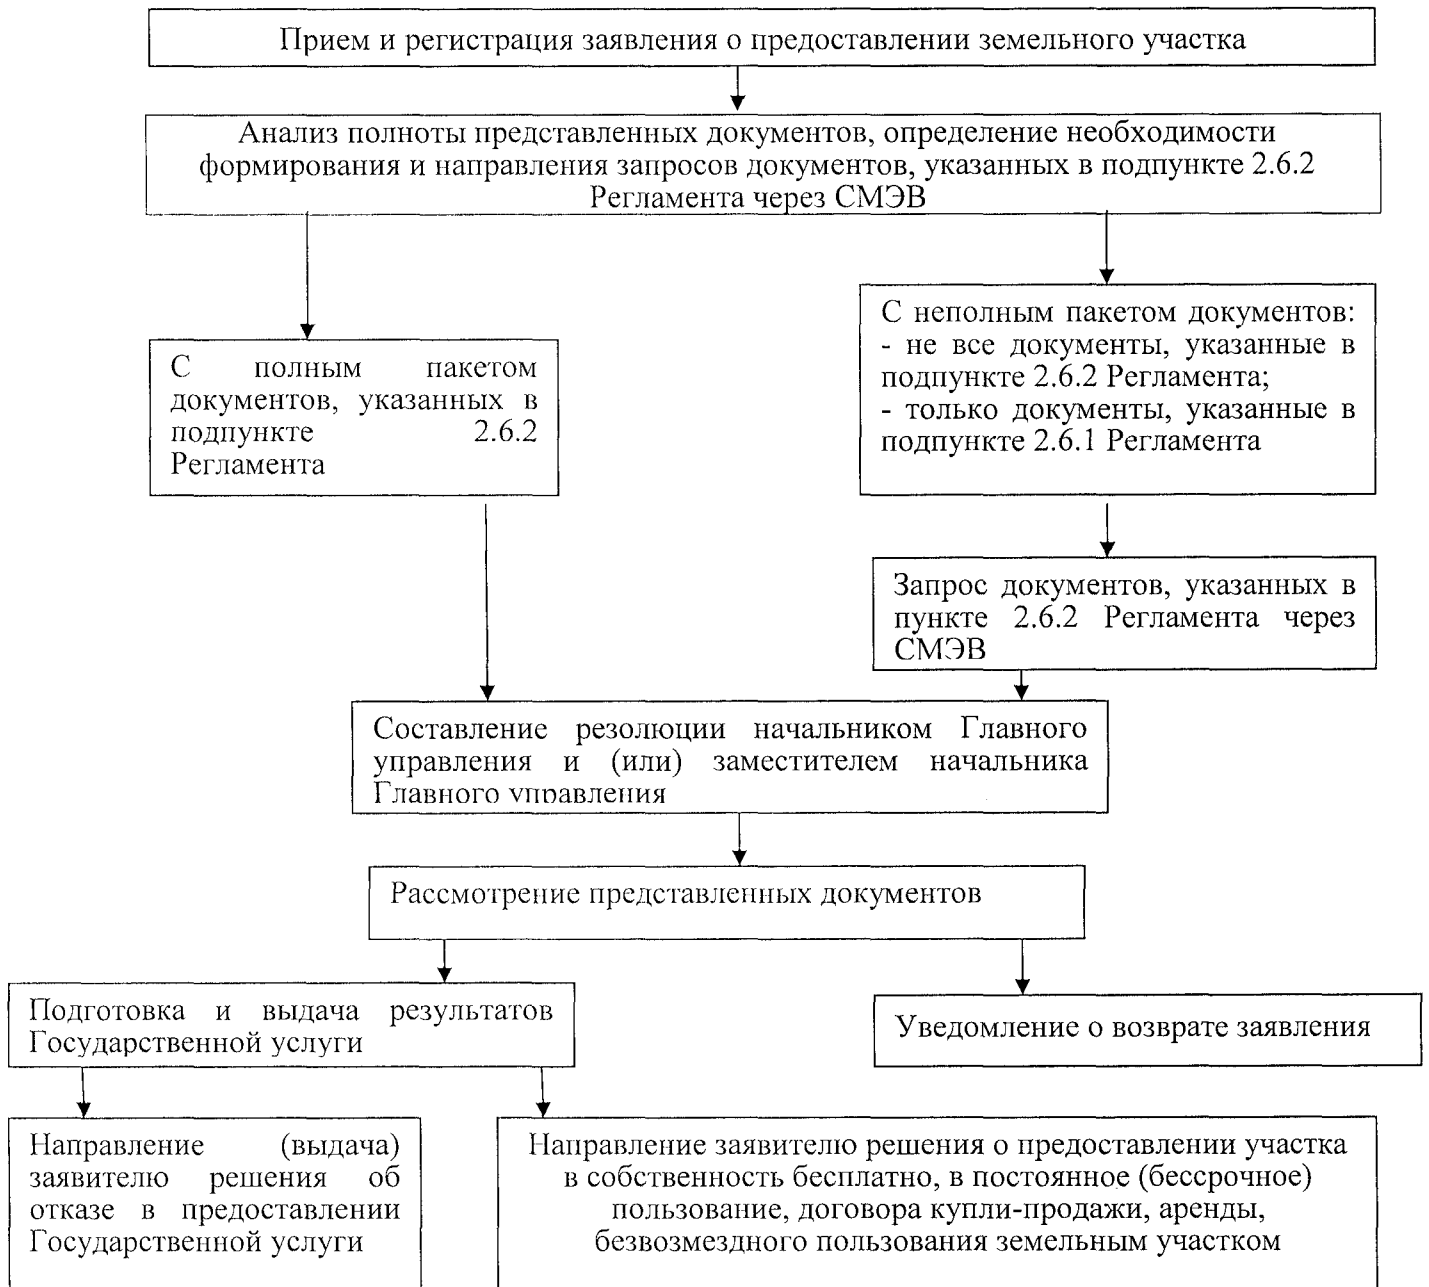 Прием и регистрация заявления о предоставлении земельного участка
Анализ полноты представленных документов, определение необходимости
формирования и направления запросов документов, указанных в подпункте 2.6.2
Регламента через СМЭВ
С полным пакетом
документов, указанных в
подпункте 2.6.2
Регламента
С неполным пакетом документов:
- не все документы, указанные в
подпункте 2.6.2 Регламента;
- только документы, указанные в
подпункте 2.6.1 Регламента
Запрос документов, указанных в
пункте 2.6.2 Регламента через
СМЭВ
Составление резолюции начальником Главного
управления и (или) заместителем начальника
Главного управления
Рассмотрение представленных документов
Подготовка и выдача результатов
Государственной услуги
Уведомление о возврате заявления
Направление (выдача)
заявителю решения об
отказе в предоставлении
Государственной услуги
Направление заявителю решения о предоставлении участка
в собственность бесплатно, в постоянное (бессрочное)
пользование, договора купли-продажи, аренды,
безвозмездного пользования земельным участком